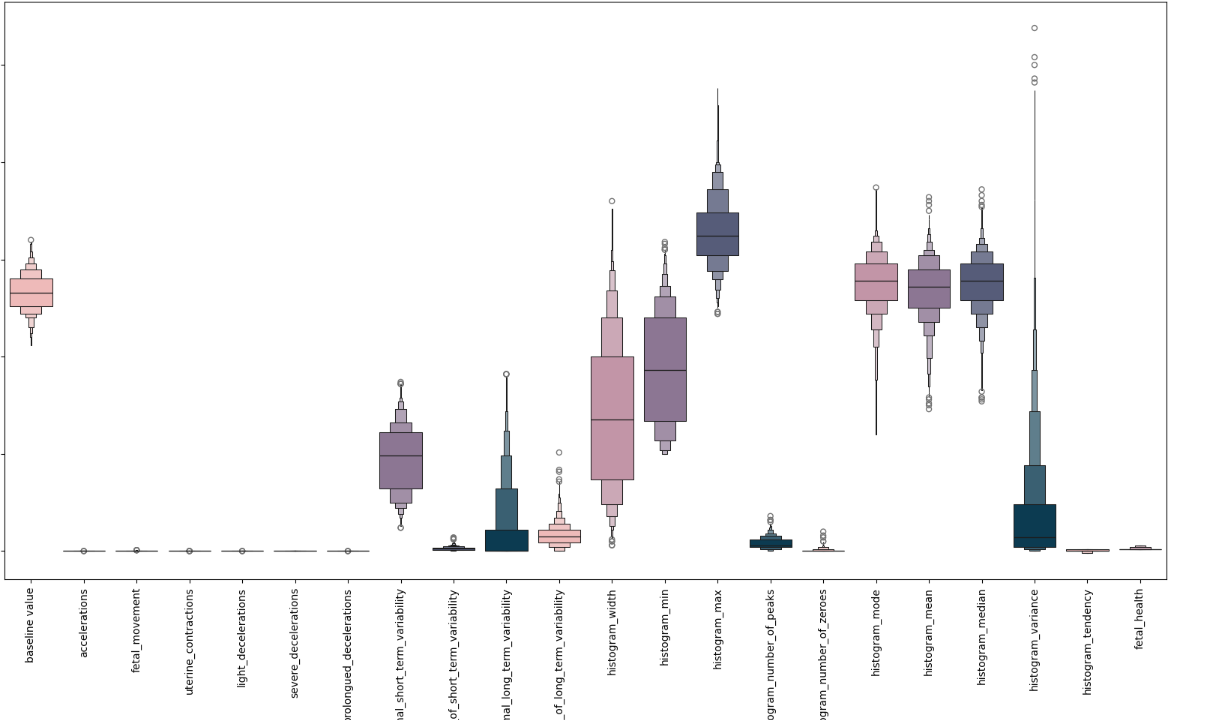 baseline value
accelerations
fetal_movement
uterine_contractions
light_decelerations
severe_decelerations
prolongued_decelerations
nal_short_term_variability
_of_short_term_variability
nal_long_term_variability
_of_long_term_variability
histogram_width
histogram_min
histogram_max
ogram_number_of_peaks
ogram_number_of_zeroes
histogram_mode
histogram_mean
histogram_median
histogram_variance
histogram_tendency
fetal_health